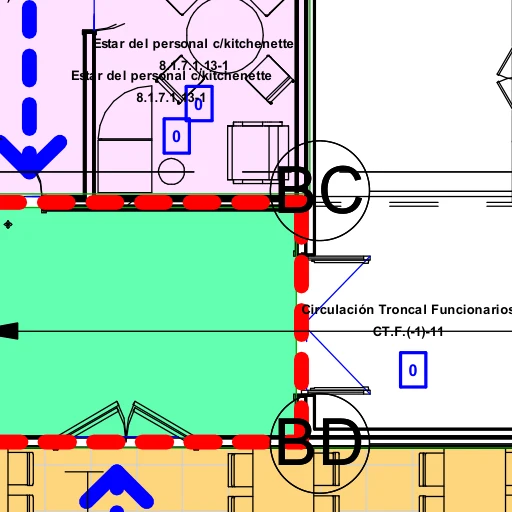 Estar del personal c/kitchenette
8.1.7.1.13-1
Estar del personal c/kitchenette
8.1.7.1.13-1
0
0
BC
Circulación Troncal Funcionarios
CT.F.(-1)-11
0
BD